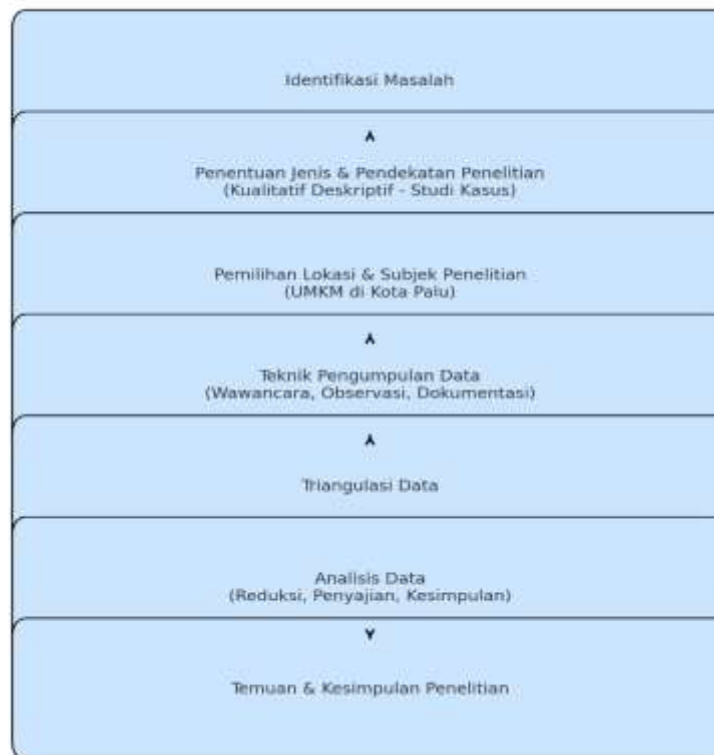 Identifikasi Masalah
Penentuan Jenis & Pendekatan Penelitian
(Kualitatif Deskriptif - Studi Kasus)
Pemilihan Lokasi & Subjek Penelitian
(UMKM di Kota Palu)
Teknik Pengumpulan Data
(Wawancara, Observasi, Dokumentasi)
Triangulasi Data
Analisis Data
(Reduksi, Penyajian, Kesimpulan)
Temuan & Kesimpulan Penelitian